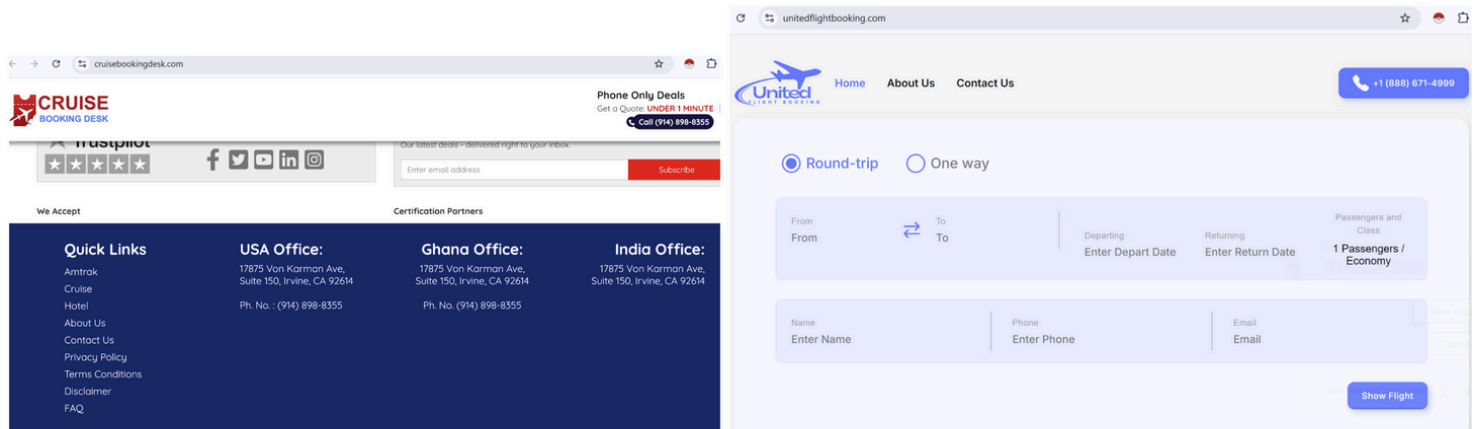 cruisebookingdesk.com
CRUISE
BOOKING DESK
Phone Only Deals
Get a Quote: UNDER 1 MINUTE
Call (914) 898-8355
Trustpilot
Our latest deals - delivered right to your inbox.
Enter email address
Subscribe
We Accept
Certification Partners
Quick Links
Amtrak
Cruise
Hotel
About Us
Contact Us
Privacy Policy
Terms Conditions
Disclaimer
FAQ
USA Office:
17875 Von Karman Ave,
Suite 150, Irvine, CA 92614
Ph. No. : (914) 898-8355
Ghana Office:
17875 Von Karman Ave,
Suite 150, Irvine, CA 92614
Ph. No. (914) 898-8355
India Office:
17875 Von Karman Ave,
Suite 150, Irvine, CA 92614
unitedflightbooking.com
United
FLIGHT BOOKING
Home
About Us
Contact Us
+1 (888) 671-4999
Round-trip
One way
From
From
To
To
Departing
Enter Depart Date
Returning
Enter Return Date
Passengers and
Class
1 Passengers /
Economy
Name
Enter Name
Phone
Enter Phone
Email
Email
Show Flight